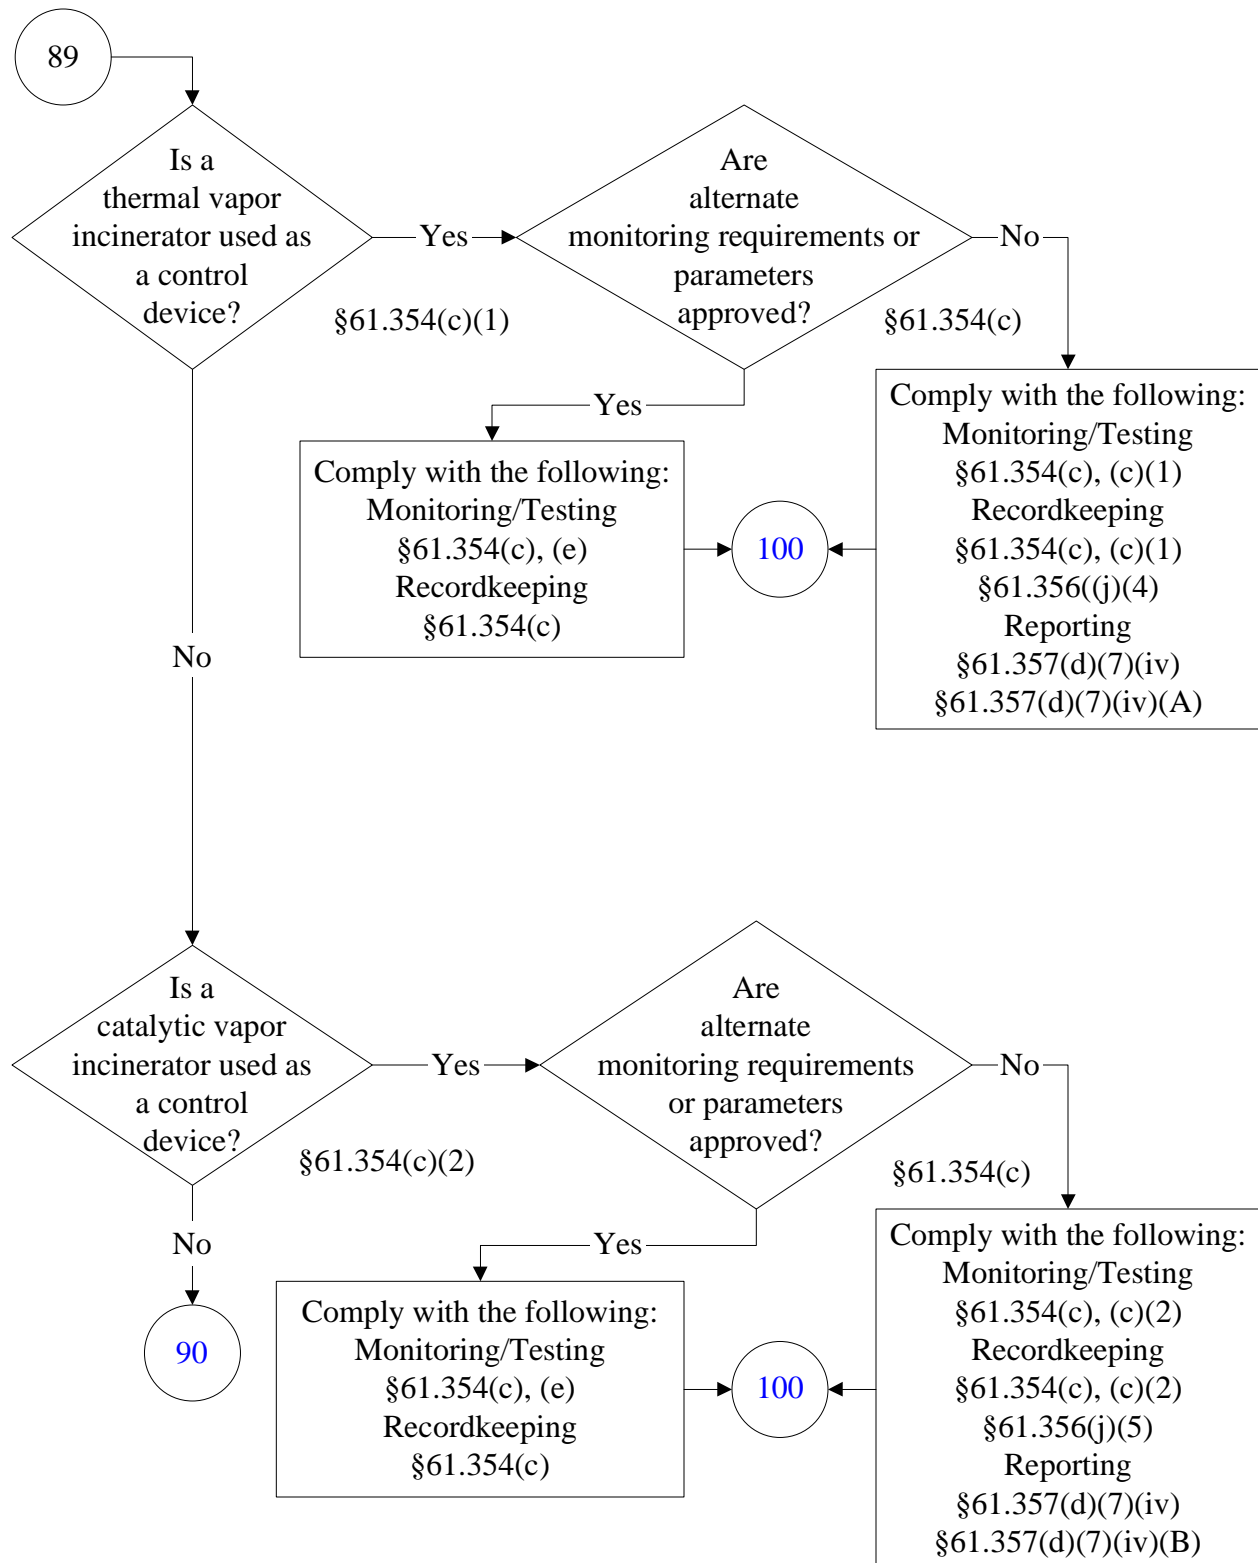 89
Is a
thermal vapor
incinerator used as
a control
device?
Yes
§61.354(c)(1)
Are
alternate
monitoring requirements or
parameters
approved?
No
§61.354(c)
Yes
Comply with the following:
Monitoring/Testing
§61.354(c), (e)
Recordkeeping
§61.354(c)
100
Comply with the following:
Monitoring/Testing
§61.354(c), (c)(1)
Recordkeeping
§61.354(c), (c)(1)
§61.356((j)(4)
Reporting
§61.357(d)(7)(iv)
§61.357(d)(7)(iv)(A)
No
Is a
catalytic vapor
incinerator used as
a control
device?
Yes
§61.354(c)(2)
Are
alternate
monitoring requirements
or parameters
approved?
No
§61.354(c)
No
90
Yes
Comply with the following:
Monitoring/Testing
§61.354(c), (e)
Recordkeeping
§61.354(c)
100
Comply with the following:
Monitoring/Testing
§61.354(c), (c)(2)
Recordkeeping
§61.354(c), (c)(2)
§61.356(j)(5)
Reporting
§61.357(d)(7)(iv)
§61.357(d)(7)(iv)(B)